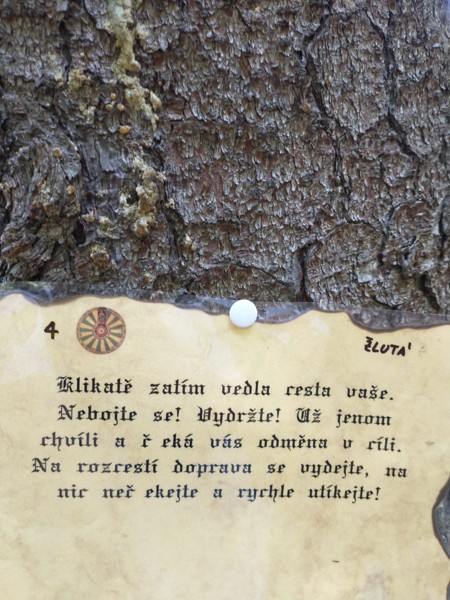 4
ŽLUTÁ
Klikatě zatím vedla cesta vaše.
Nebojte se! Vydržte! Už jenom
chvíli a ř eká vás odměna v cíli.
Na rozcestí doprava se vydejte, na
nic neř ekejte a rychle utíkejte!